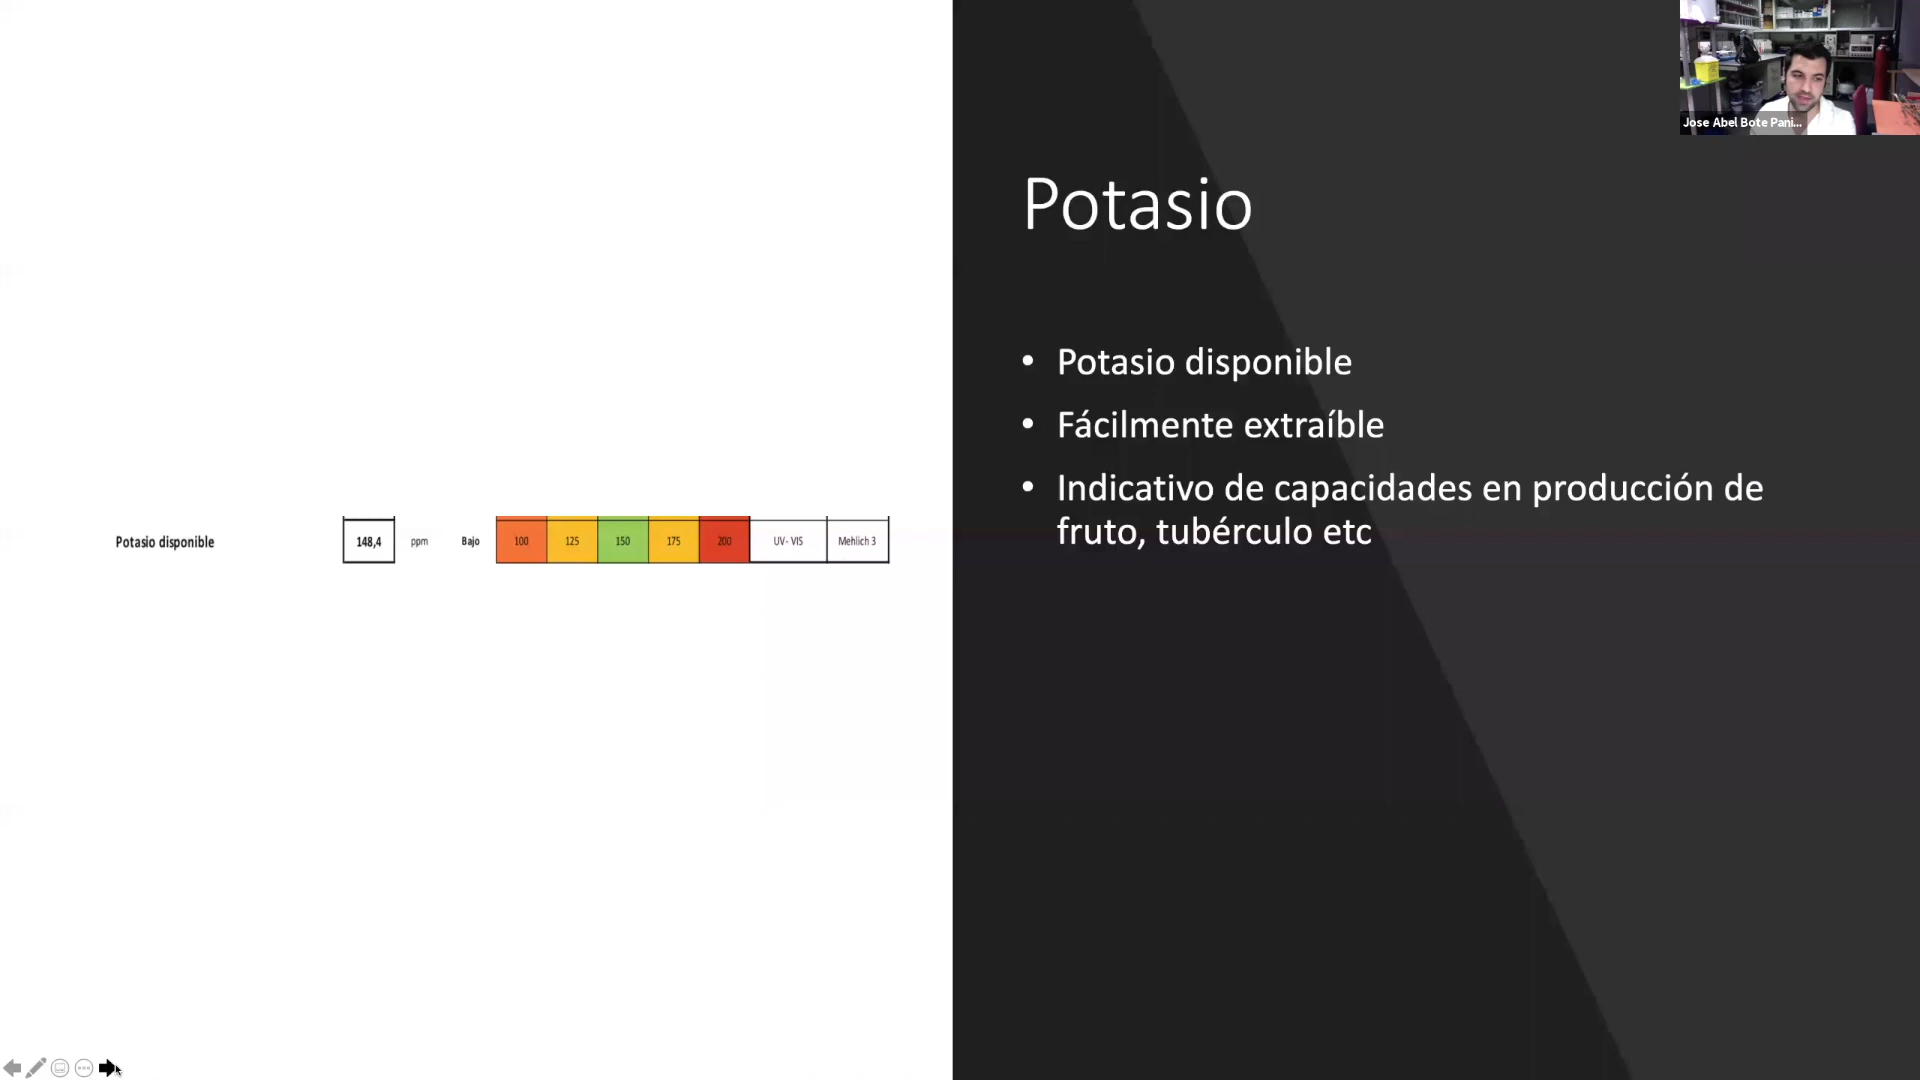 Jose Abel Bote Pani...
Potasio
• Potasio disponible
• Fácilmente extraíble
• Indicativo de capacidades en producción de
fruto, tubérculo etc
Potasio disponible 148,4 ppm Bajo 100 125 150 175 200 UV- VIS Mehlich 3